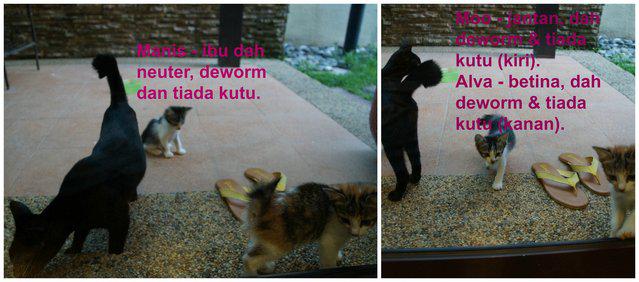 Manis - ibu dah
neuter, deworm
dan tiada kutu.
Moo - jantan, dah
deworm & tiada
kutu (kiri).
Alva - betina, dah
deworm & tiada
kutu (kanan).